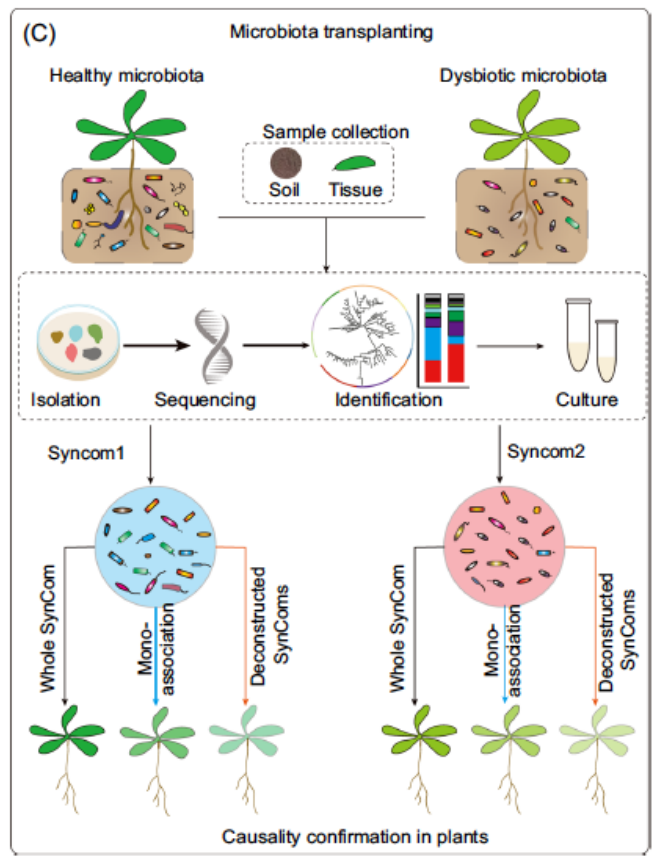 (C)
Microbiota transplanting
Healthy microbiota
Dysbiotic microbiota
Sample collection
Soil
Tissue
Isolation
Sequencing
Identification
Culture
Syncom1
Syncom2
Whole SynCom
Mono-
association
Deconstructed
SynComs
Whole SynCom
Mono-
association
Deconstructed
SynComs
Causality confirmation in plants